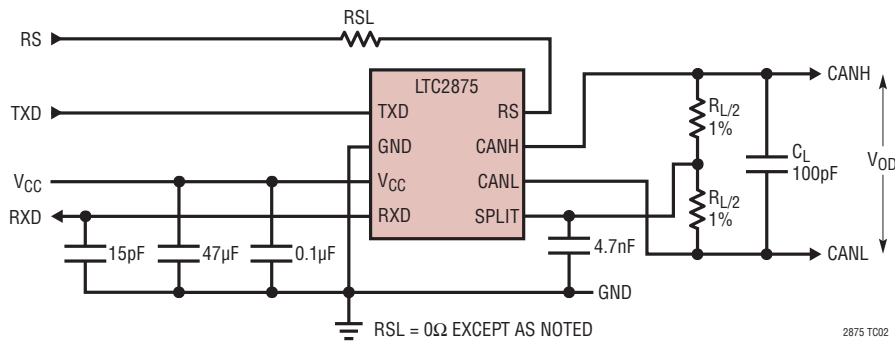 RSL
RS
LTC2875
TXD
TXD
RS
GND
CANH
VCC
VCC
CANL
RXD
RXD
SPLIT
CANH
RL/2
1%
CL
100pF
VOD
RL/2
1%
CANL
15pF
47µF
0.1µF
4.7nF
GND
RSL = 0Ω EXCEPT AS NOTED
2875 TC02